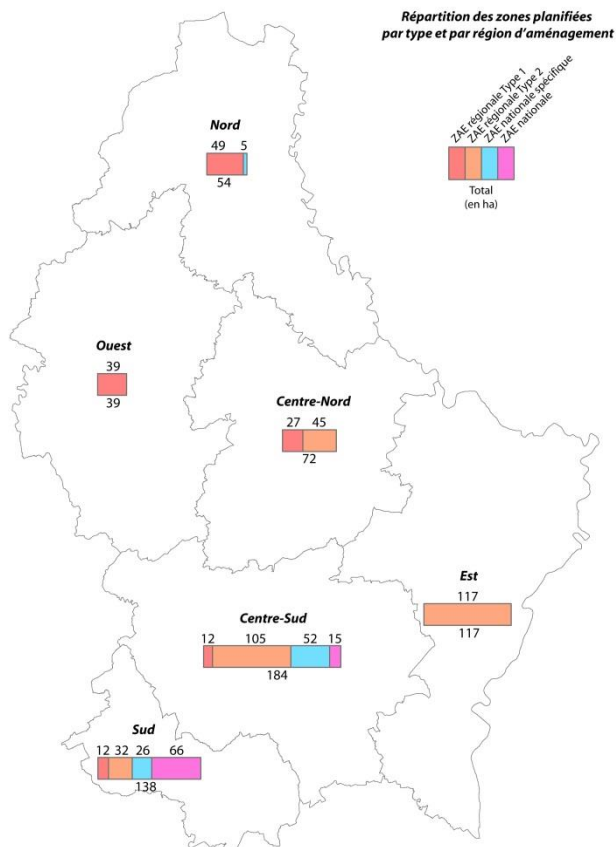 Répartition des zones planifiées
par type et par région d'aménagement
ZAE régionale Type 1
ZAE régionale Type 2
ZAE nationale spécifique
ZAE nationale
Total
(en ha)
Nord
49 5
54
Ouest
39
39
Centre-Nord
27 45
72
Est
117
117
Centre-Sud
12 105 52 15
184
Sud
12 32 26 66
138